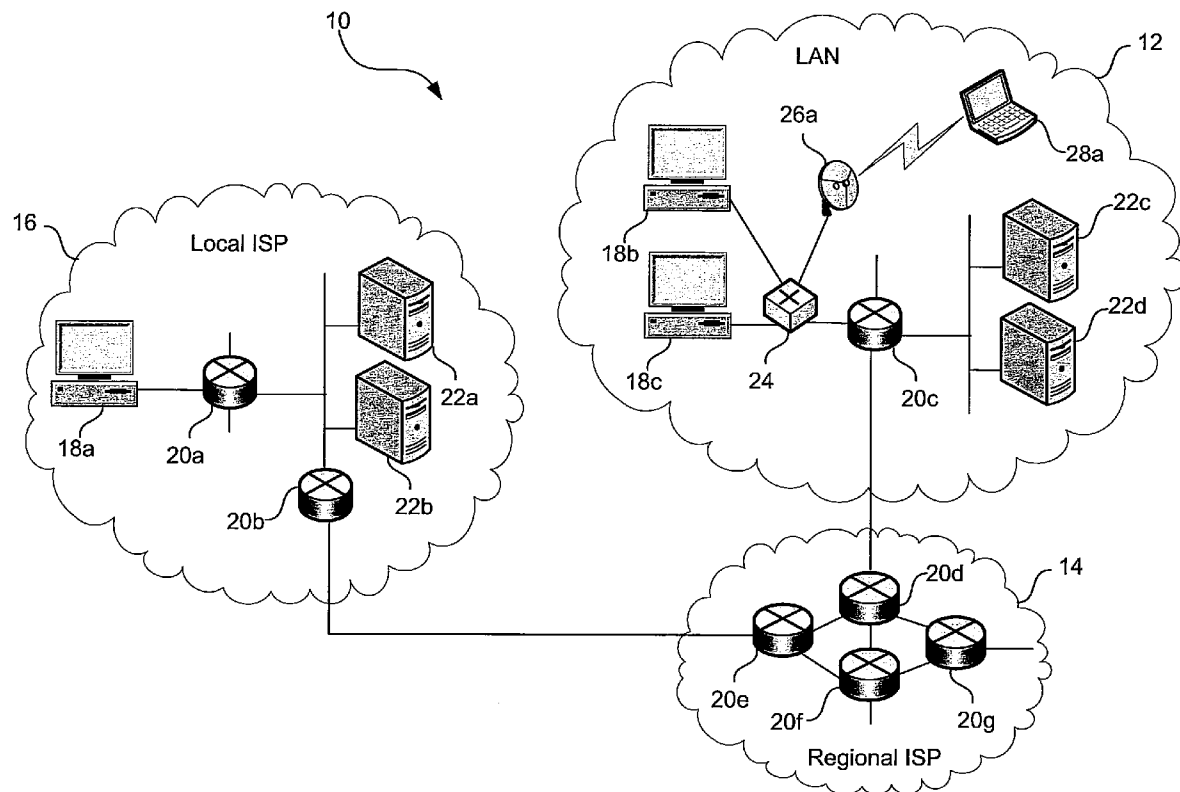 10
LAN
12
26a
28a
18b
22c
16
Local ISP
22d
18c
24
20c
22a
18a
20a
22b
20b
20d
14
20e
20f
20g
Regional ISP